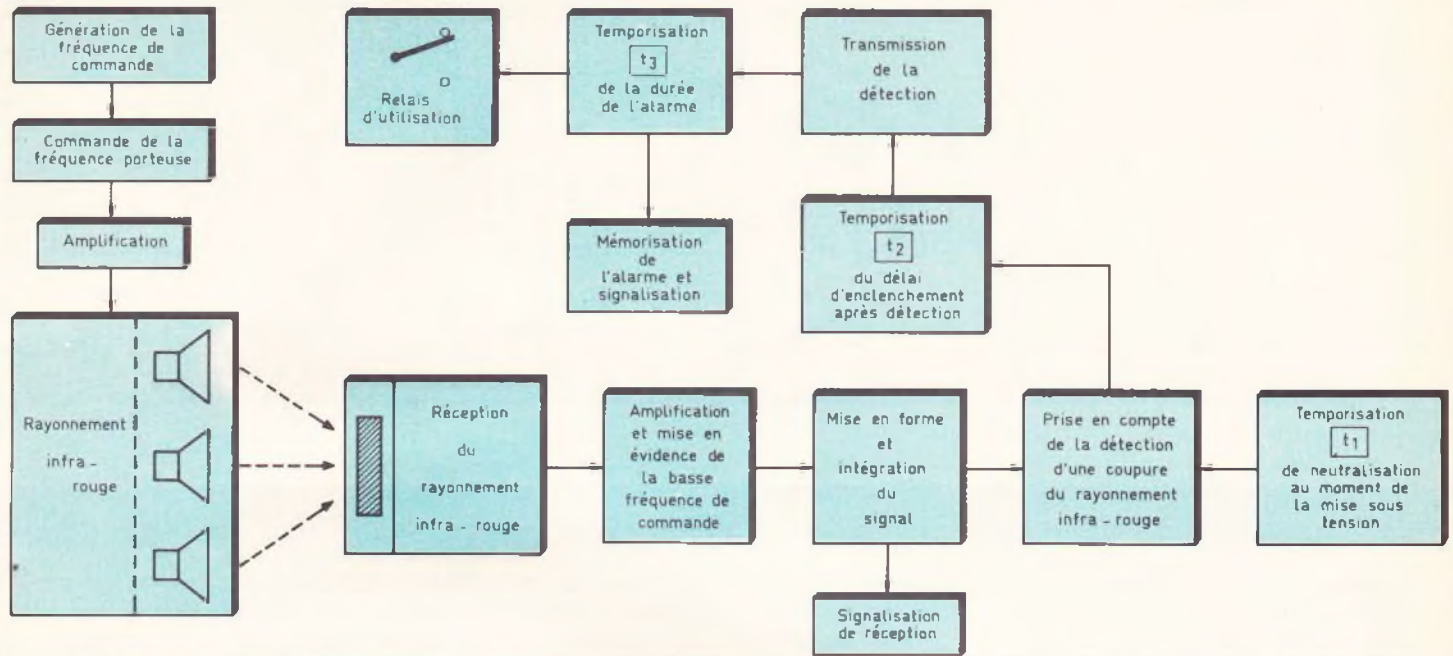 Génération de la
fréquence de
commande
Commande de la
fréquence porteuse
Amplification
Rayonnement
infra -
rouge
Réception
du
rayonnement
infra - rouge
Amplification
et mise en
évidence de
la basse
fréquence de
commande
Mise en forme
et
intégration
du
signal
Signalisation
de réception
Prise en compte
de la détection
d'une coupure
du rayonnement
infra - rouge
Temporisation
t1
de neutralisation
au moment de
la mise sous
tension
Temporisation
t2
du délai
d'enclenchement
après détection
Transmission
de la
détection
Temporisation
t3
de la durée
de l'alarme
Relais
d'utilisation
Mémorisation
de
l'alarme et
signalisation